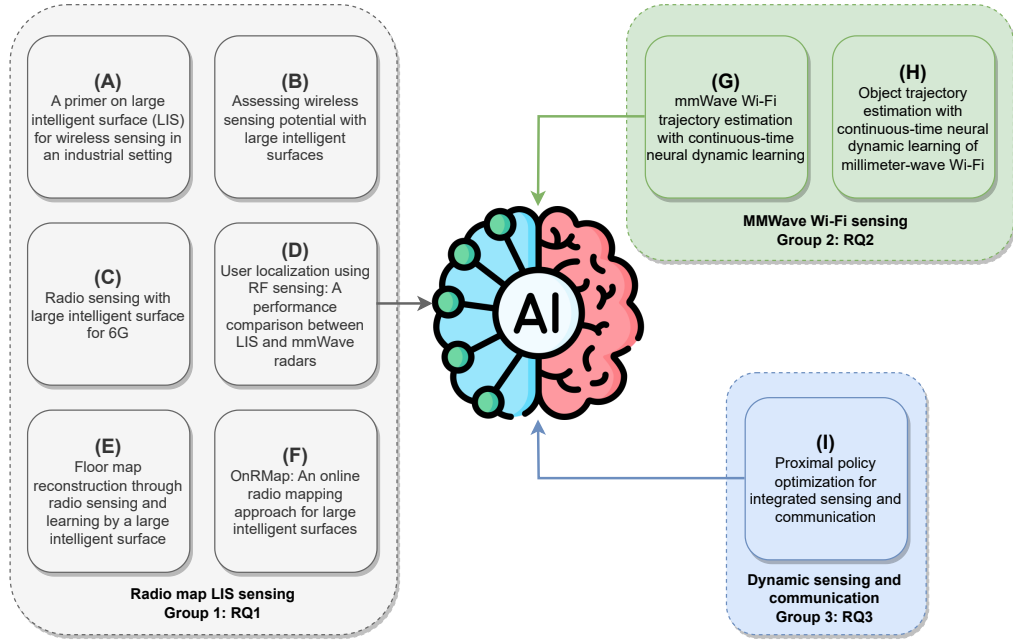 (A)
A primer on large
intelligent surface (LIS)
for wireless sensing in
an industrial setting
(B)
Assessing wireless
sensing potential with
large intelligent
surfaces
(C)
Radio sensing with
large intelligent surface
for 6G
(D)
User localization using
RF sensing: A
performance
comparison between
LIS and mmWave
radars
(E)
Floor map
reconstruction through
radio sensing and
learning by a large
intelligent surface
(F)
OnRMap: An online
radio mapping
approach for large
intelligent surfaces
Radio map LIS sensing
Group 1: RQ1
AI
(G)
mmWave Wi-Fi
trajectory estimation
with continuous-time
neural dynamic learning
(H)
Object trajectory
estimation with
continuous-time neural
dynamic learning of
millimeter-wave Wi-Fi
MMWave Wi-Fi sensing
Group 2: RQ2
(I)
Proximal policy
optimization for
integrated sensing and
communication
Dynamic sensing and
communication
Group 3: RQ3